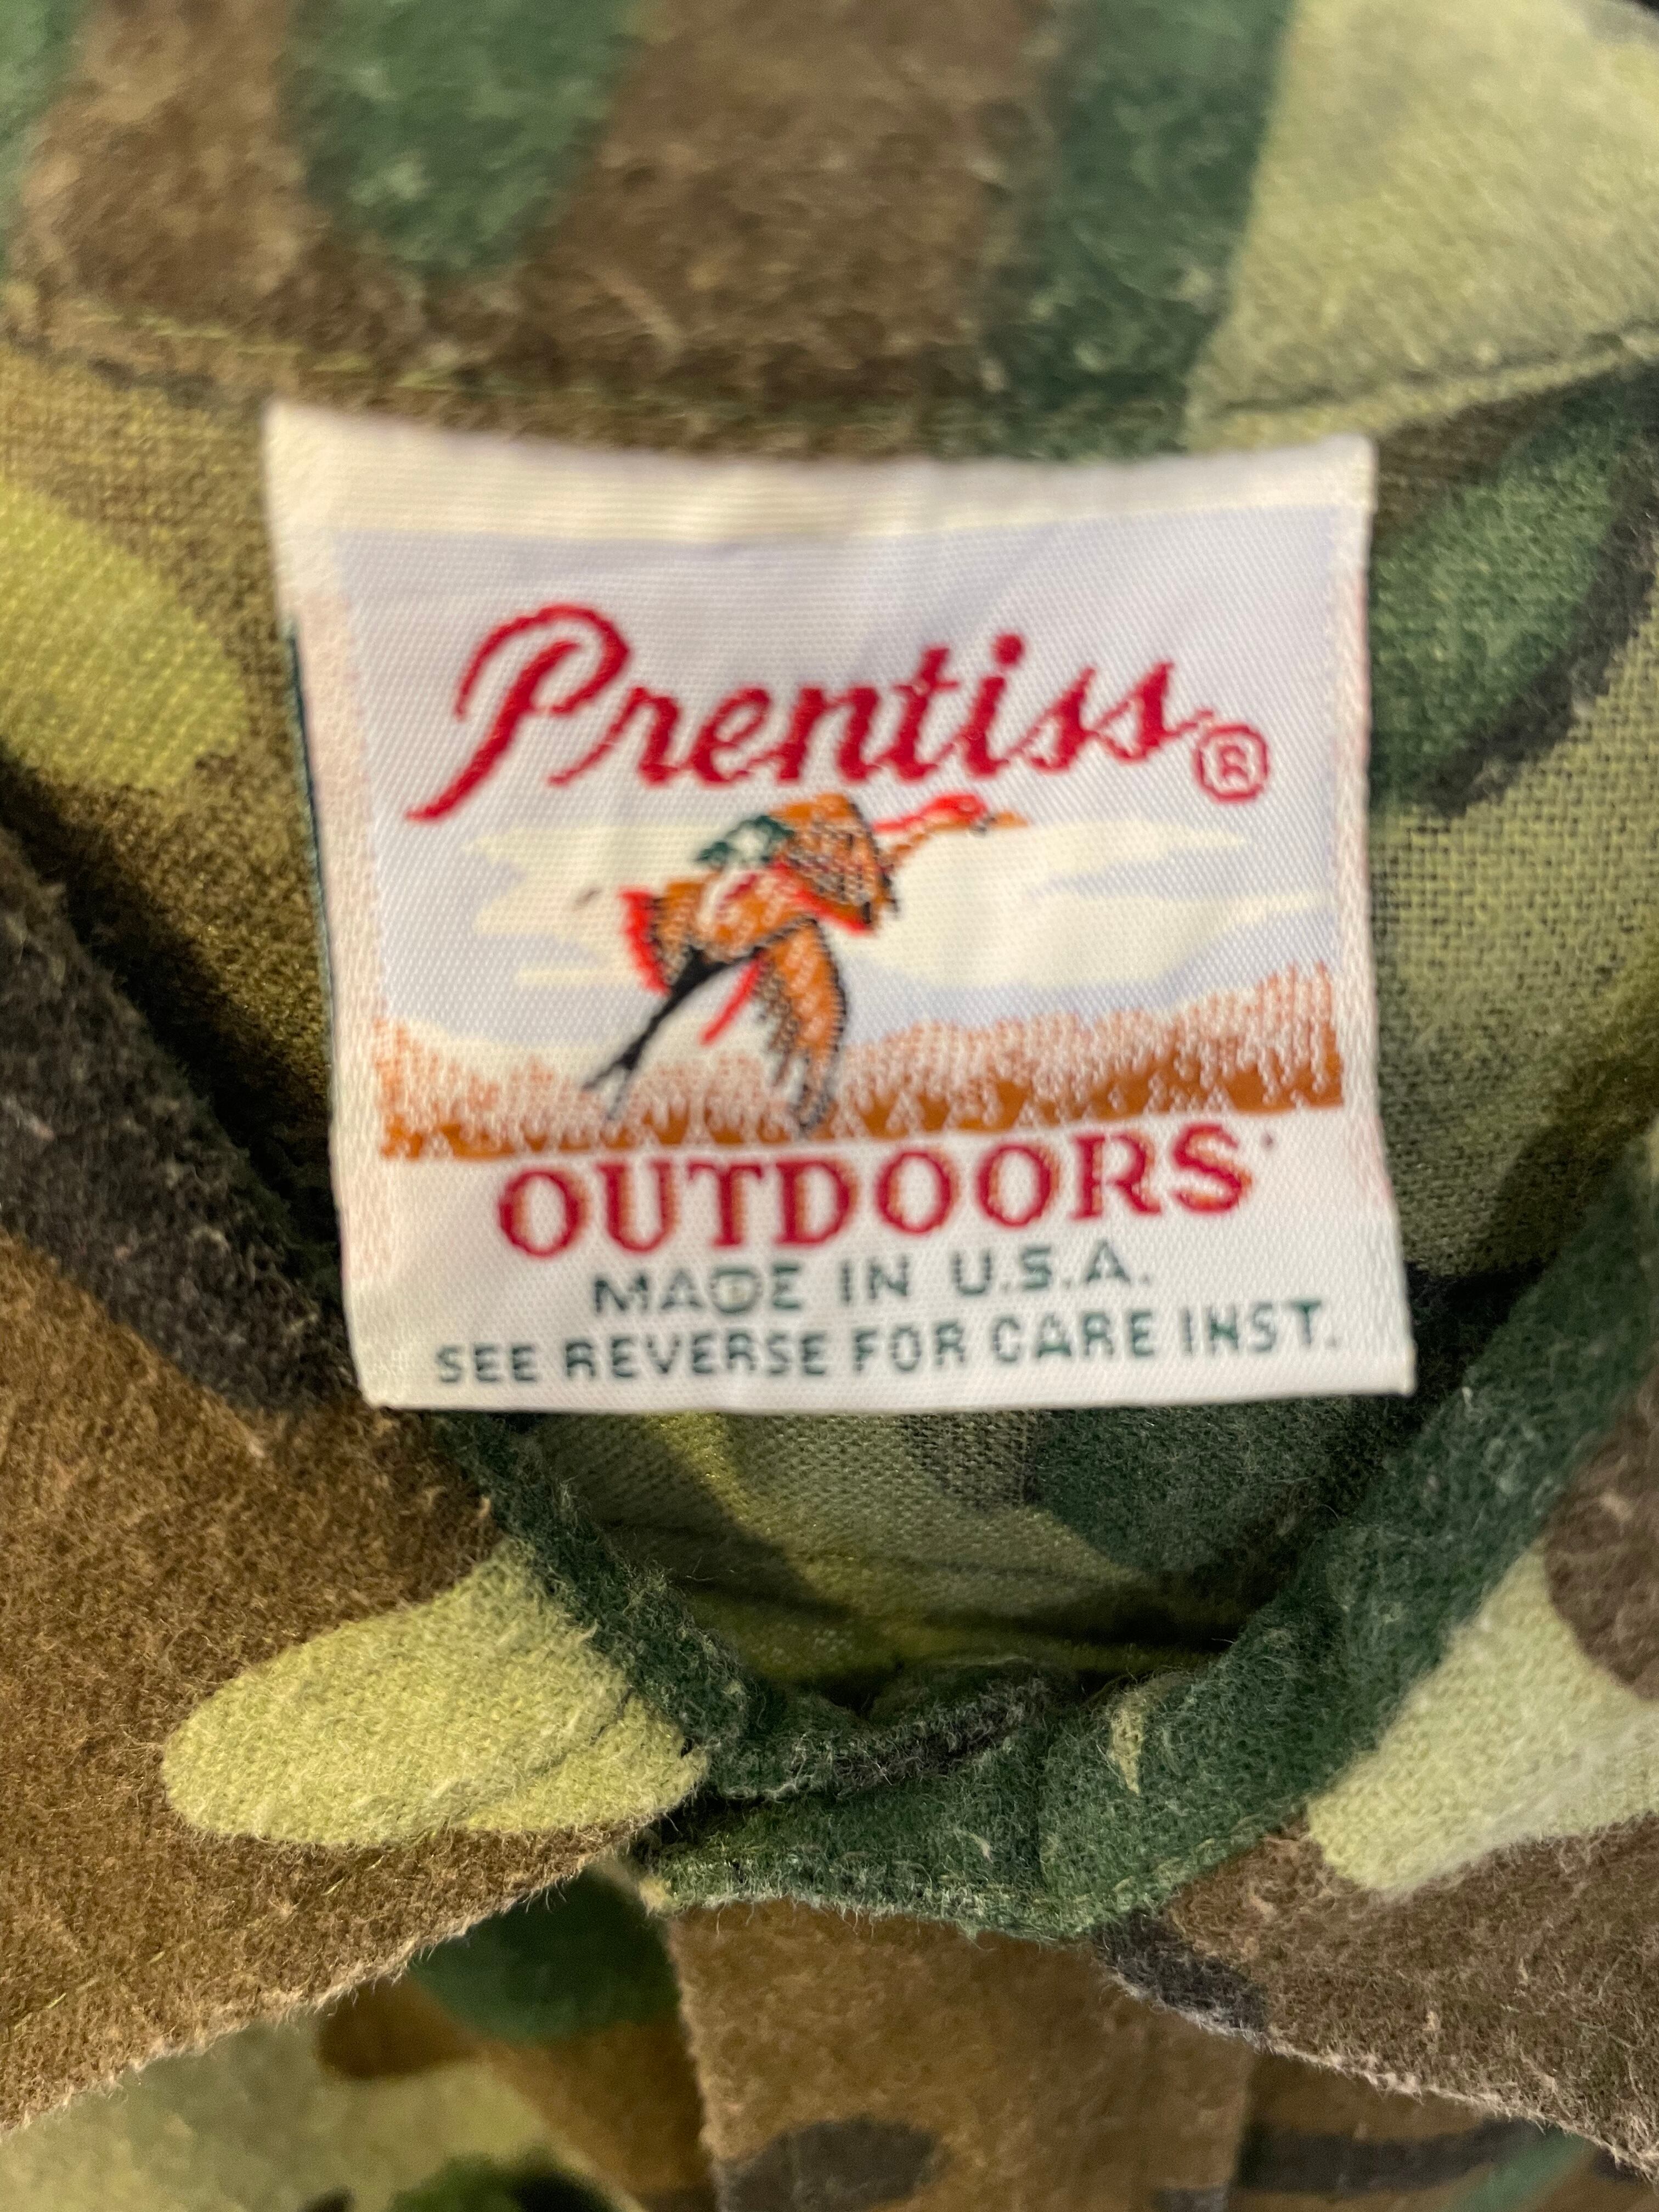 Prentiss®
OUTDOORS
MADE IN U.S.A.
SEE REVERSE FOR CARE INST.